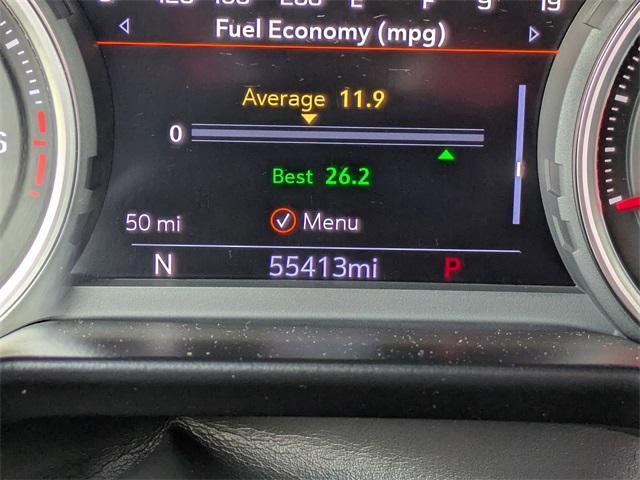 Fuel Economy (mpg)
Average 11.9
0
Best 26.2
50 mi
Menu
N 55413mi P